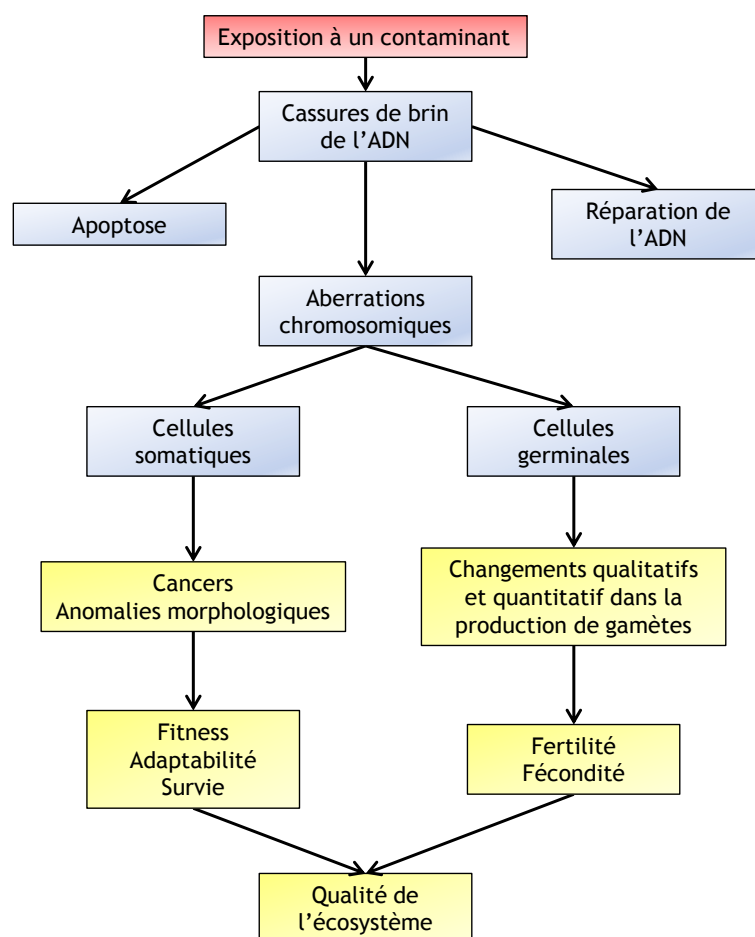 Exposition à un contaminant
Cassures de brin
de l'ADN
Apoptose
Réparation de
l'ADN
Aberrations
chromosomiques
Cellules
somatiques
Cellules
germinales
Cancers
Anomalies morphologiques
Changements qualitatifs
et quantitatif dans la
production de gamètes
Fitness
Adaptabilité
Survie
Fertilité
Fécondité
Qualité de
l'écosystème